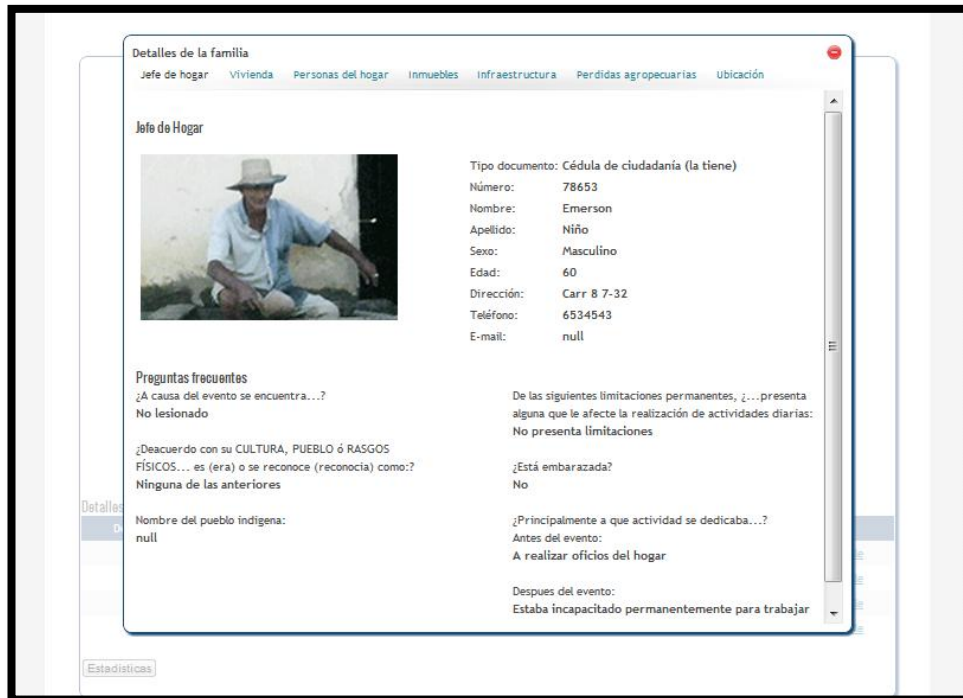 Detalles de la familia
Jefe de hogar Vivienda Personas del hogar Inmuebles Infraestructura Perdidas agropecuarias Ubicación
Jefe de Hogar
Tipo documento: Cédula de ciudadanía (la tiene)
Número: 78653
Nombre: Emerson
Apellido: Niño
Sexo: Masculino
Edad: 60
Dirección: Carr 8 7-32
Teléfono: 6534543
E-mail: null
Preguntas frecuentes
¿A causa del evento se encuentra...?
No lesionado
¿Deacuerdo con su CULTURA, PUEBLO ó RASGOS
FÍSICOS... es (era) o se reconoce (reconocia) como:?
Ninguna de las anteriores
Nombre del pueblo indigena:
null
De las siguientes limitaciones permanentes, ¿...presenta
alguna que le afecte la realización de actividades diarias:
No presenta limitaciones
¿Está embarazada?
No
¿Principalmente a que actividad se dedicaba...?
Antes del evento:
A realizar oficios del hogar
Despues del evento:
Estaba incapacitado permanentemente para trabajar
Detalles
Estadísticas